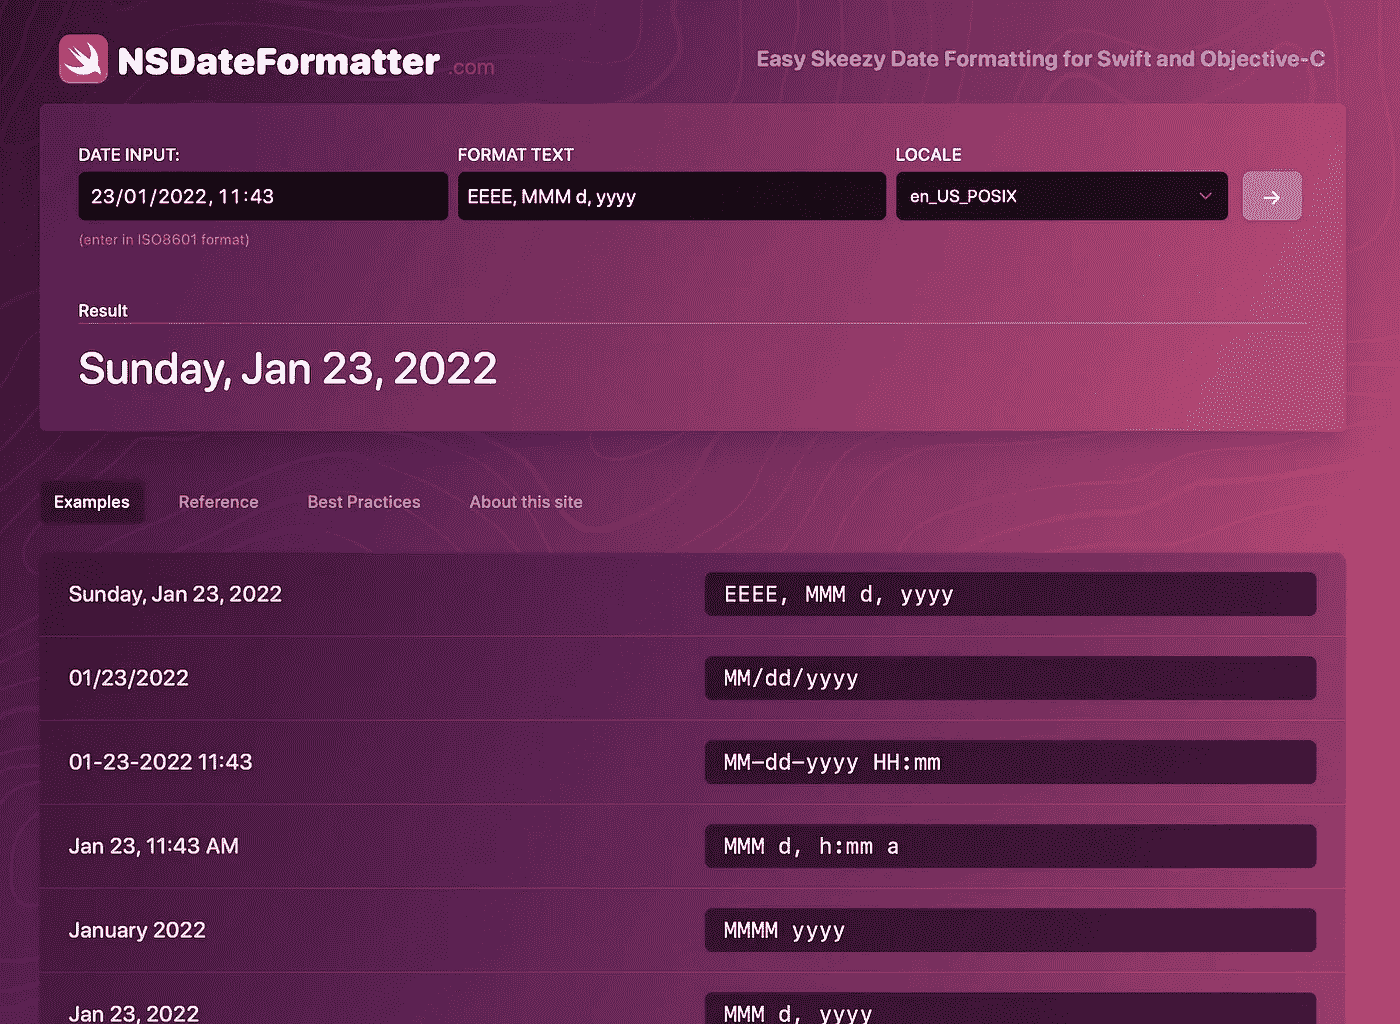 NSDateFormatter.com
Easy Skeezy Date Formatting for Swift and Objective-C
DATE INPUT: FORMAT TEXT LOCALE
23/01/2022, 11:43 EEEE, MMM d, yyyy en_US_POSIX →
(enter in ISO8601 format)
Result
Sunday, Jan 23, 2022
Examples Reference Best Practices About this site
Sunday, Jan 23, 2022 EEEE, MMM d, yyyy
01/23/2022 MM/dd/yyyy
01-23-2022 11:43 MM-dd-yyyy HH:mm
Jan 23, 11:43 AM MMM d, h:mm a
January 2022 MMMM yyyy
Jan 23, 2022 MMM d, yyyy